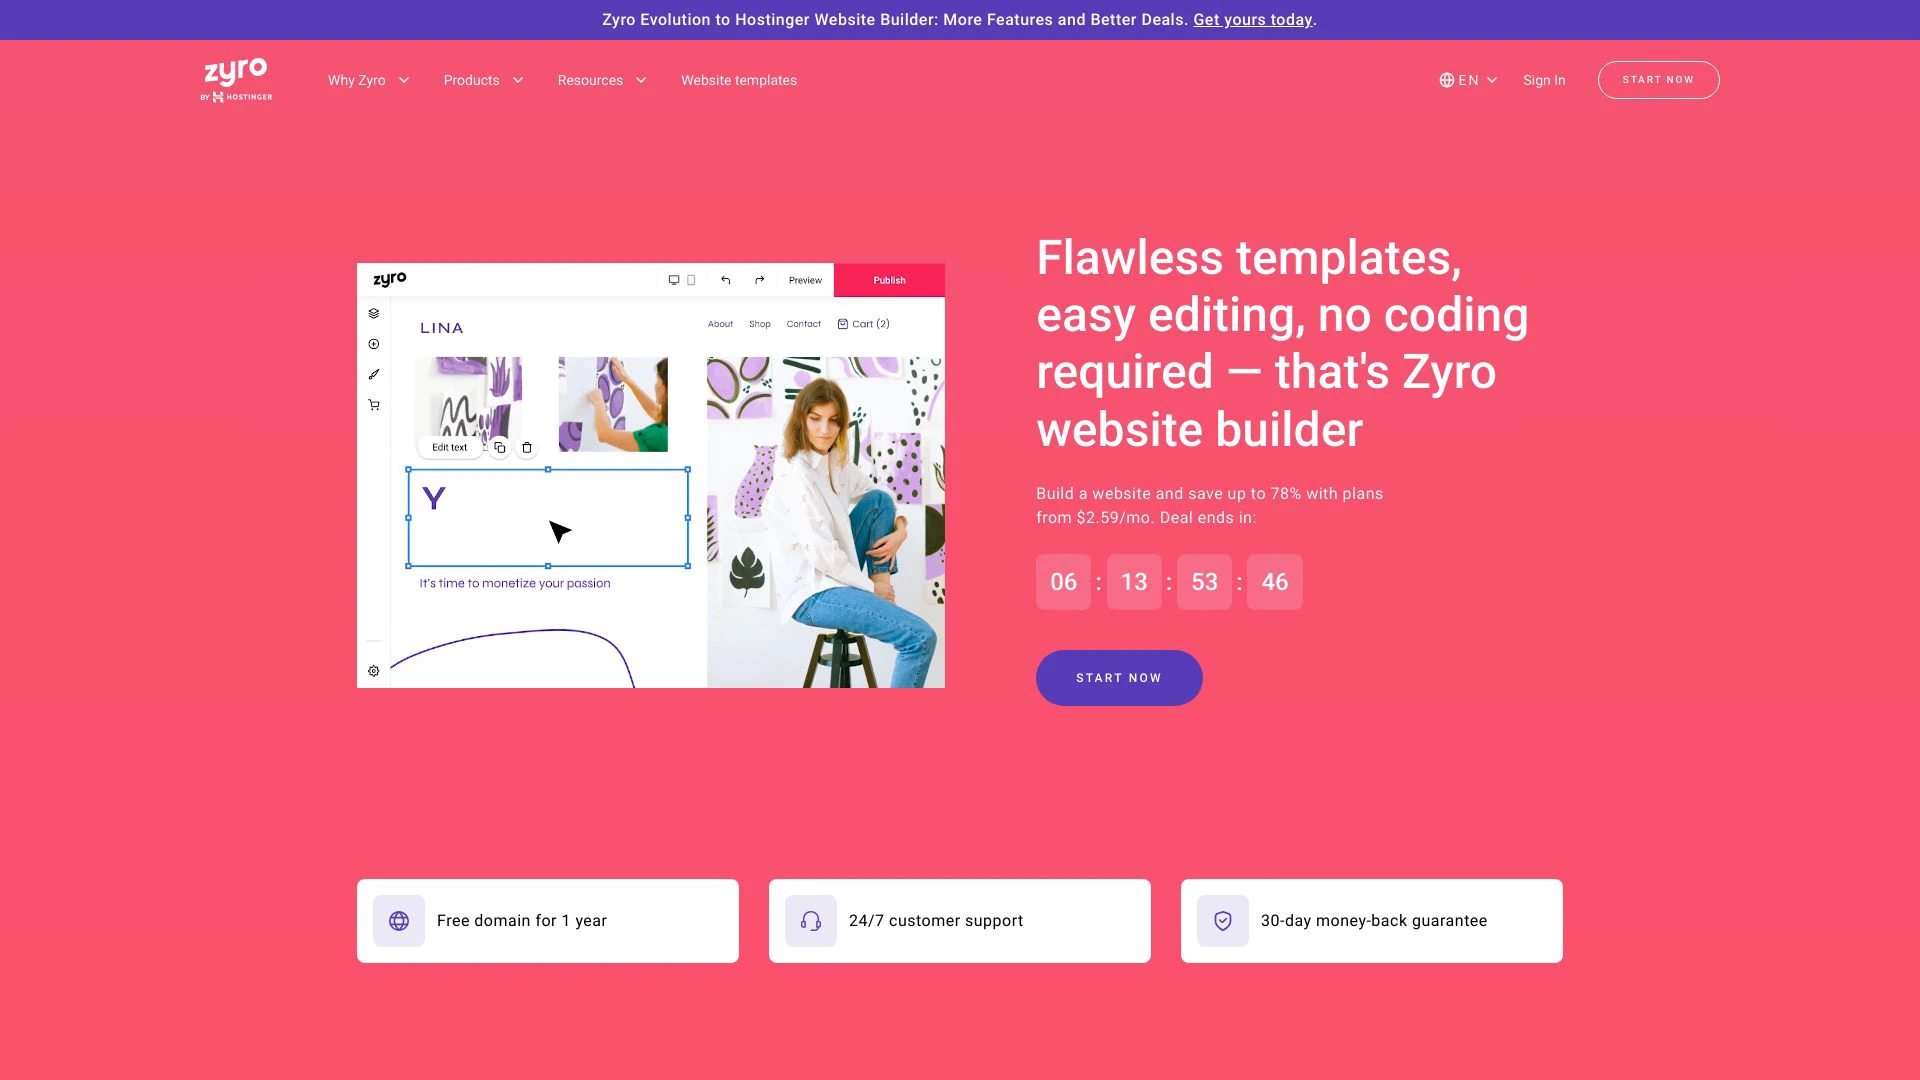 Zyro Evolution to Hostinger Website Builder: More Features and Better Deals. Get yours today.
zyro
BY HOSTINGER
Why Zyro
Products
Resources
Website templates
EN
Sign In
START NOW
zyro
Preview
Publish
LINA
About
Shop
Contact
Cart (2)
Edit text
Y
It's time to monetize your passion
Flawless templates,
easy editing, no coding
required — that's Zyro
website builder
Build a website and save up to 78% with plans
from $2.59/mo. Deal ends in:
06 : 13 : 53 : 46
START NOW
Free domain for 1 year
24/7 customer support
30-day money-back guarantee